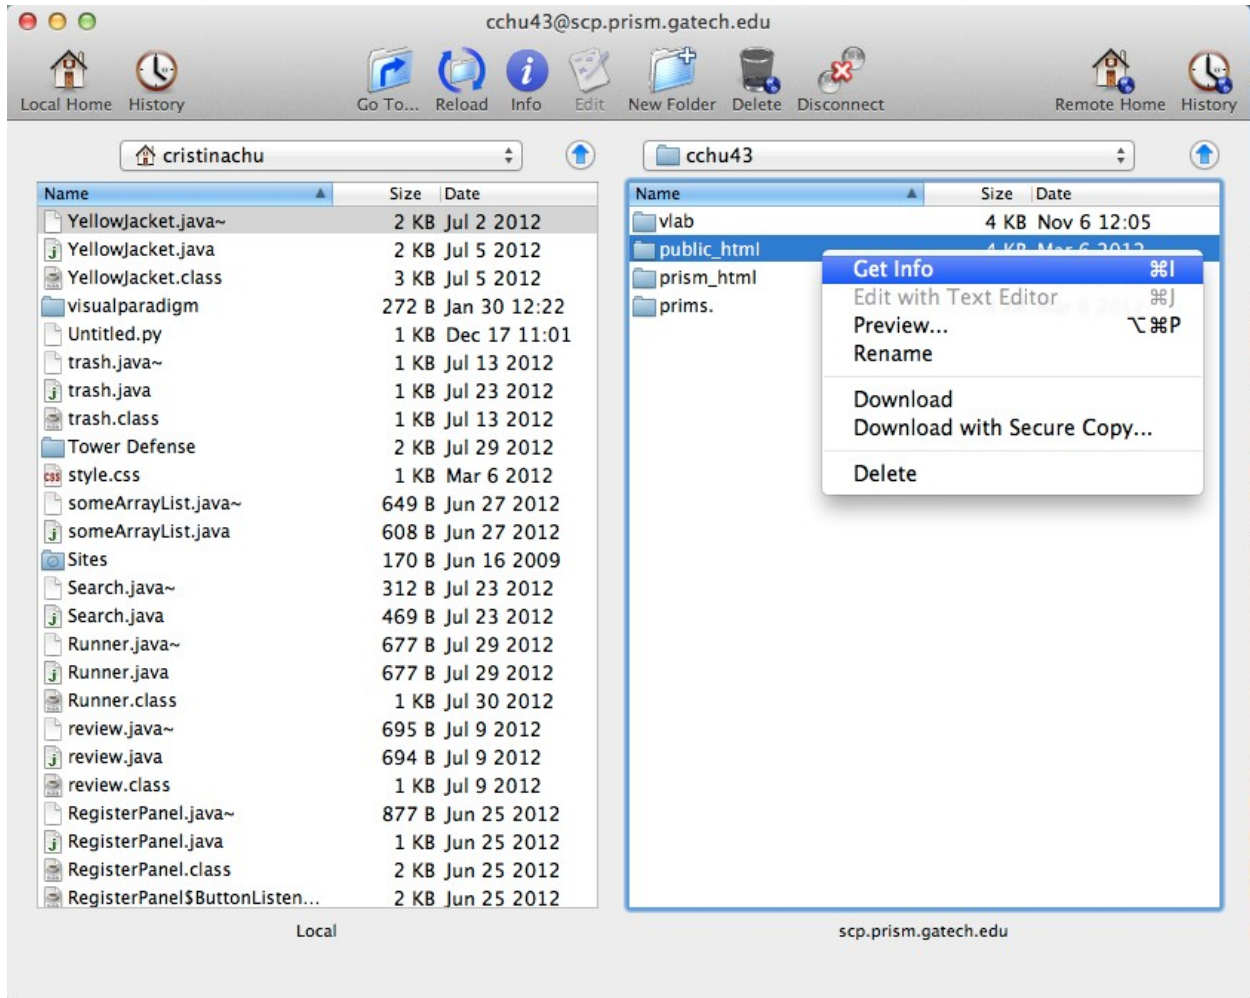 cchu43@scp.prism.gatech.edu
Local Home History Go To... Reload Info Edit New Folder Delete Disconnect Remote Home History
cristinachu
cchu43
Name Size Date
YellowJacket.java~ 2 KB Jul 2 2012
YellowJacket.java 2 KB Jul 5 2012
YellowJacket.class 3 KB Jul 5 2012
visualparadigm 272 B Jan 30 12:22
Untitled.py 1 KB Dec 17 11:01
trash.java~ 1 KB Jul 13 2012
trash.java 1 KB Jul 23 2012
trash.class 1 KB Jul 13 2012
Tower Defense 2 KB Jul 29 2012
css style.css 1 KB Mar 6 2012
someArrayList.java~ 649 B Jun 27 2012
someArrayList.java 608 B Jun 27 2012
Sites 170 B Jun 16 2009
Search.java~ 312 B Jul 23 2012
Search.java 469 B Jul 23 2012
Runner.java~ 677 B Jul 29 2012
Runner.java 677 B Jul 29 2012
Runner.class 1 KB Jul 30 2012
review.java~ 695 B Jul 9 2012
review.java 694 B Jul 9 2012
review.class 1 KB Jul 9 2012
RegisterPanel.java~ 877 B Jun 25 2012
RegisterPanel.java 1 KB Jun 25 2012
RegisterPanel.class 2 KB Jun 25 2012
RegisterPanel$ButtonListen... 2 KB Jun 25 2012
Local
Name Size Date
vlab 4 KB Nov 6 12:05
public_html 4 KB Mar 6 2012
prism_html
prims.
Get Info ⌘I
Edit with Text Editor ⌘J
Preview... ⌥⌘P
Rename
Download
Download with Secure Copy...
Delete
scp.prism.gatech.edu